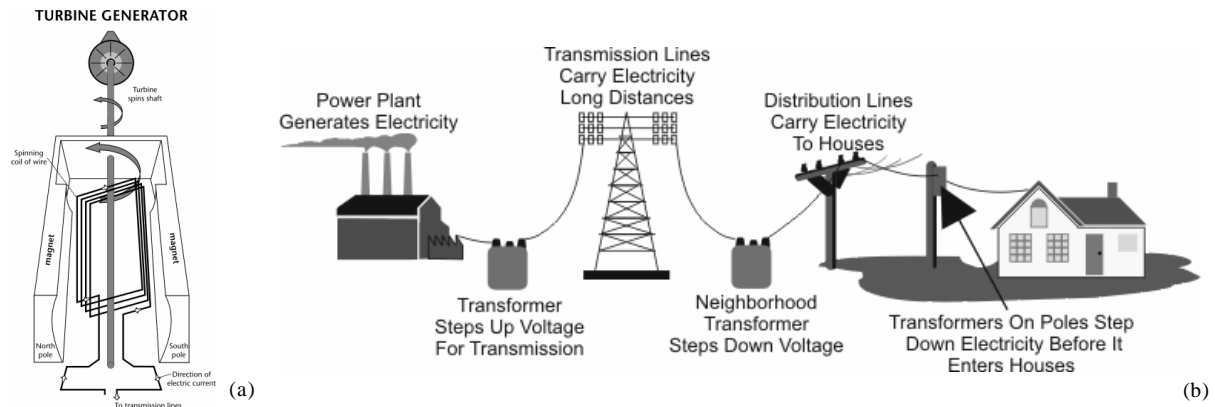 TURBINE GENERATOR
Turbine
spins shaft
Spinning
coil of wire
magnet
magnet
North
pole
South
pole
Direction of
electric current
To transmission lines
(a)
Power Plant
Generates Electricity
Transmission Lines
Carry Electricity
Long Distances
Distribution Lines
Carry Electricity
To Houses
Transformer
Steps Up Voltage
For Transmission
Neighborhood
Transformer
Steps Down Voltage
Transformers On Poles Step
Down Electricity Before It
Enters Houses
(b)